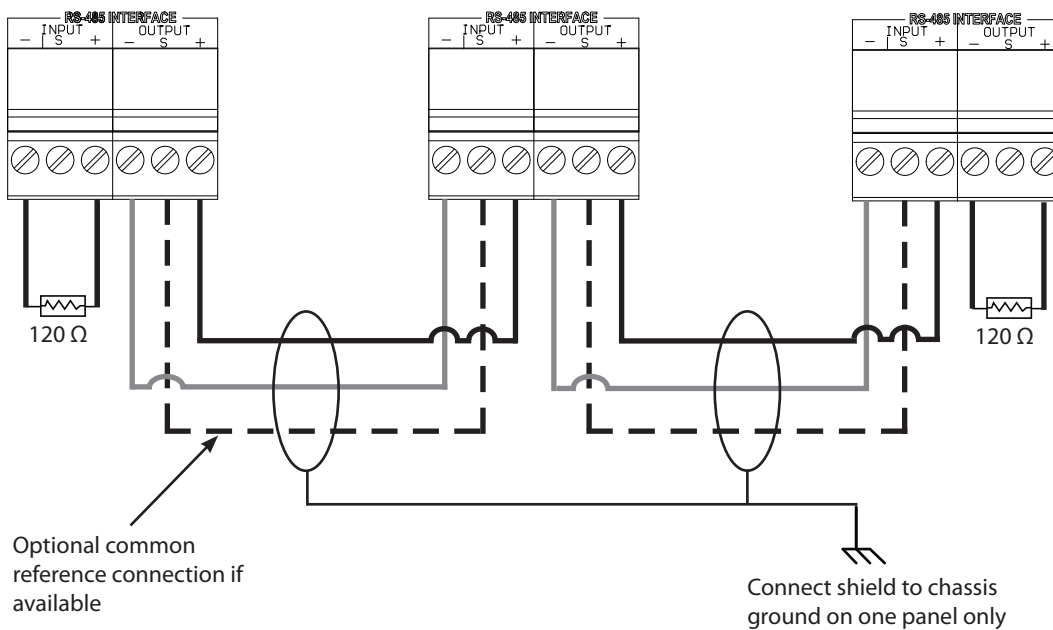 RS-485 INTERFACE
INPUT OUTPUT
− S + − S +
RS-485 INTERFACE
INPUT OUTPUT
− S + − S +
RS-485 INTERFACE
INPUT OUTPUT
− S + − S +
120 Ω
120 Ω
Optional common
reference connection if
available
Connect shield to chassis
ground on one panel only